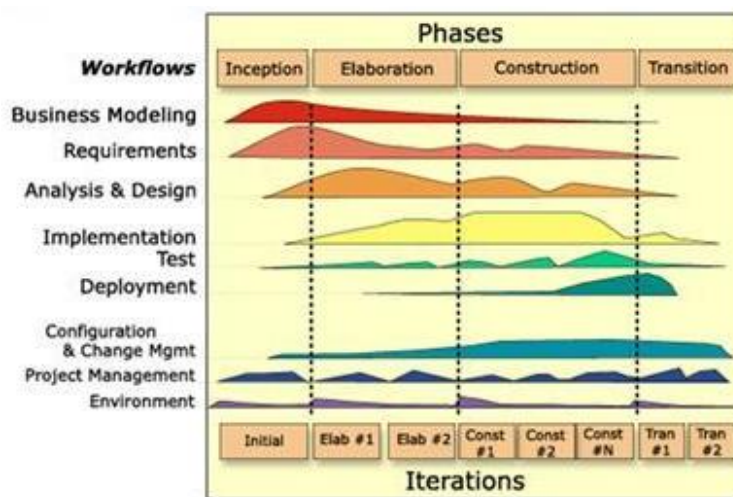 Phases
Workflows Inception Elaboration Construction Transition
Business Modeling
Requirements
Analysis & Design
Implementation
Test
Deployment
Configuration
& Change Mgmt
Project Management
Environment
Initial Elab #1 Elab #2 Const #1 Const #2 Const #N Tran #1 Tran #2
Iterations